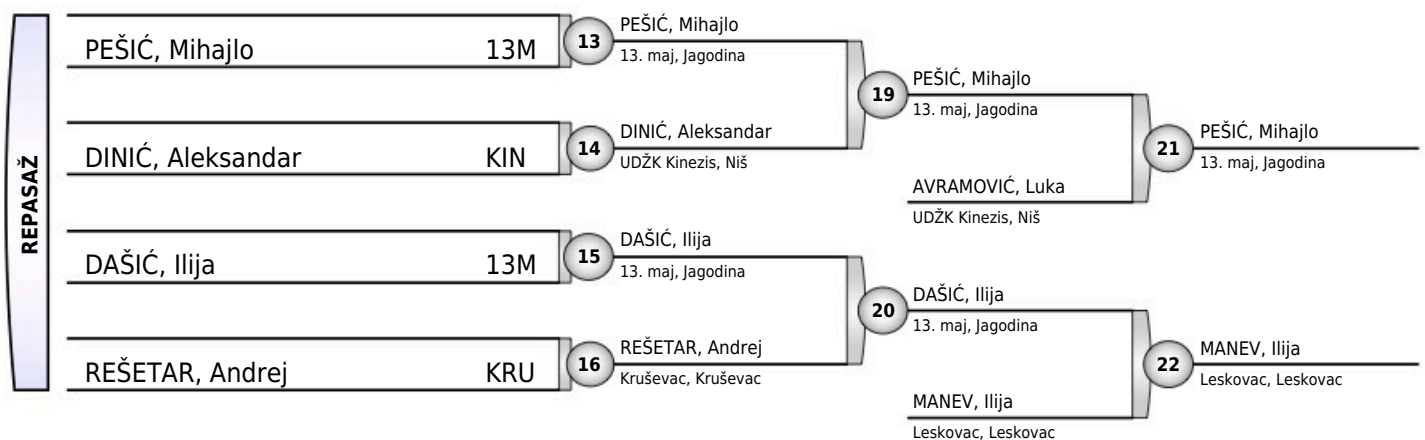 REPASAŽ
PEŠIĆ, Mihajlo 13M
DINIĆ, Aleksandar KIN
DAŠIĆ, Ilija 13M
REŠETAR, Andrej KRU
13
PEŠIĆ, Mihajlo
13. maj, Jagodina
14
DINIĆ, Aleksandar
UDŽK Kinezis, Niš
15
DAŠIĆ, Ilija
13. maj, Jagodina
16
REŠETAR, Andrej
Kruševac, Kruševac
19
PEŠIĆ, Mihajlo
13. maj, Jagodina
AVRAMOVIĆ, Luka
UDŽK Kinezis, Niš
20
DAŠIĆ, Ilija
13. maj, Jagodina
MANEV, Ilija
Leskovac, Leskovac
21
PEŠIĆ, Mihajlo
13. maj, Jagodina
22
MANEV, Ilija
Leskovac, Leskovac